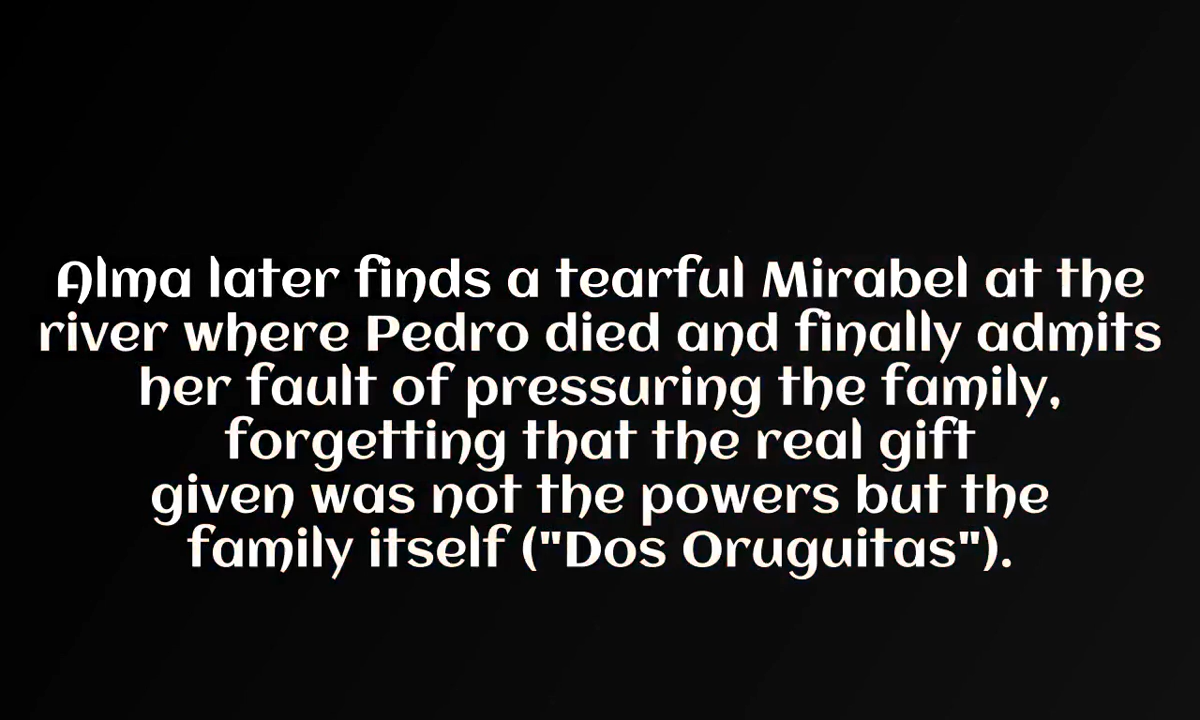 Alma later finds a tearful Mirabel at the
river where Pedro died and finally admits
her fault of pressuring the family,
forgetting that the real gift
given was not the powers but the
family itself ("Dos Oruguitas").